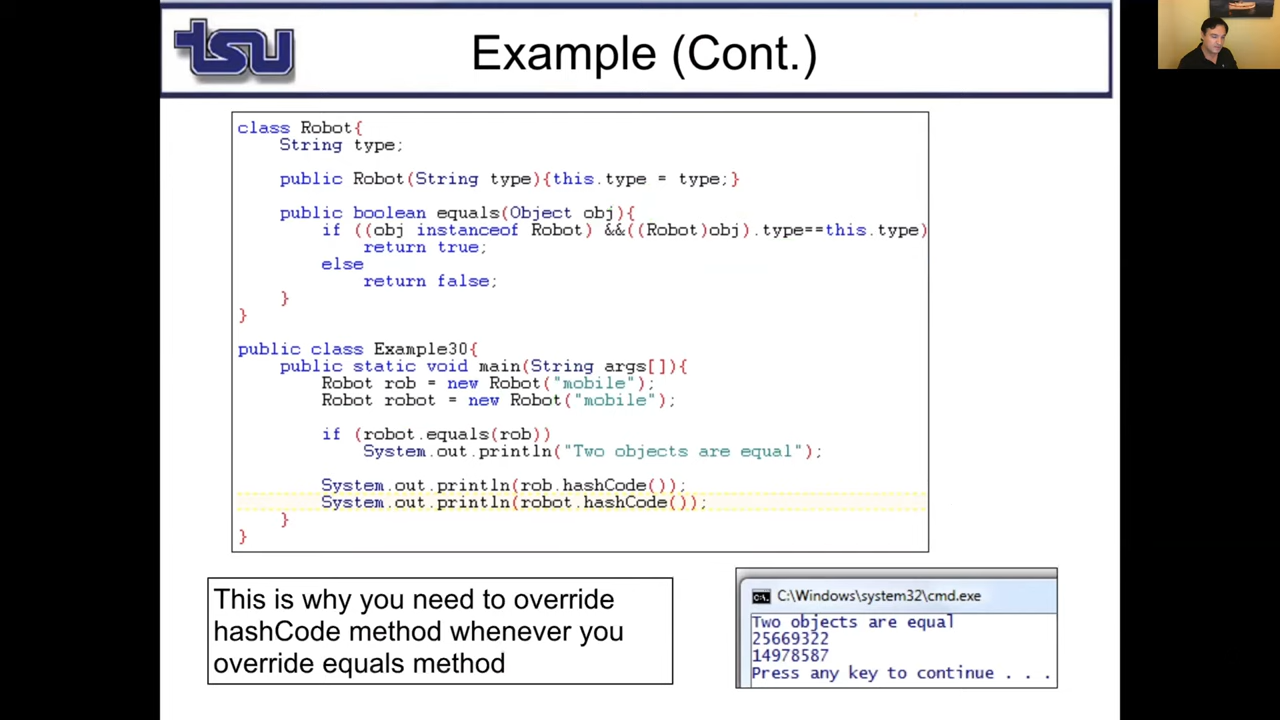 tsu
Example (Cont.)
class Robot{
String type;
public Robot(String type){this.type = type;}
public boolean equals(Object obj){
if ((obj instanceof Robot) &&((Robot)obj).type==this.type)
return true;
else
return false;
}
}
public class Example30{
public static void main(String args[]){
Robot rob = new Robot("mobile");
Robot robot = new Robot("mobile");
if (robot.equals(rob))
System.out.println("Two objects are equal");
System.out.println(rob.hashCode());
System.out.println(robot.hashCode());
}
}
This is why you need to override
hashCode method whenever you
override equals method
C:\Windows\system32\cmd.exe
Two objects are equal
25669322
14978587
Press any key to continue . . .